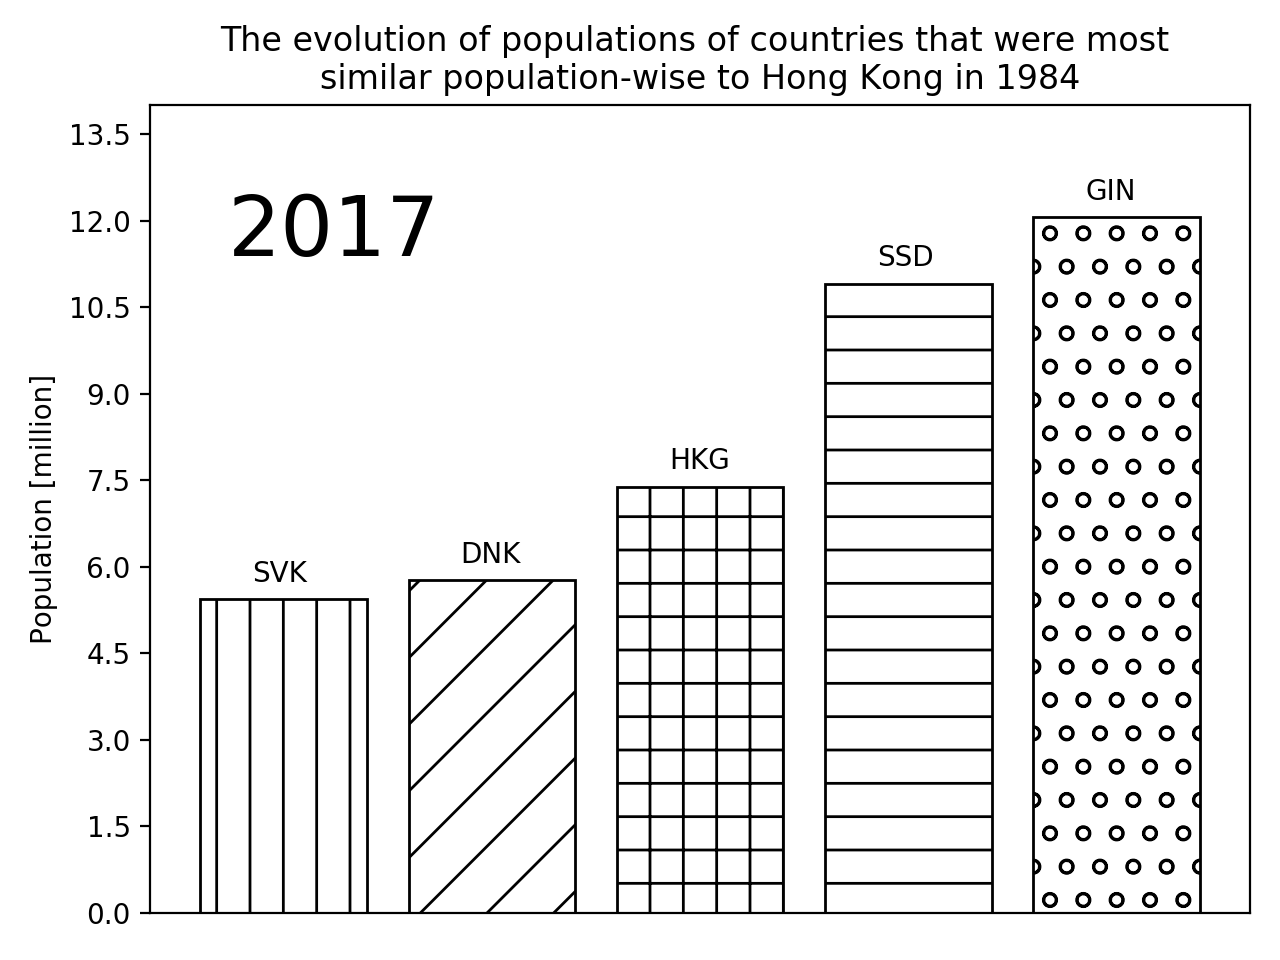 The evolution of populations of countries that were most
similar population-wise to Hong Kong in 1984
Population [million]
13.5
12.0
10.5
9.0
7.5
6.0
4.5
3.0
1.5
0.0
2017
SVK
DNK
HKG
SSD
GIN